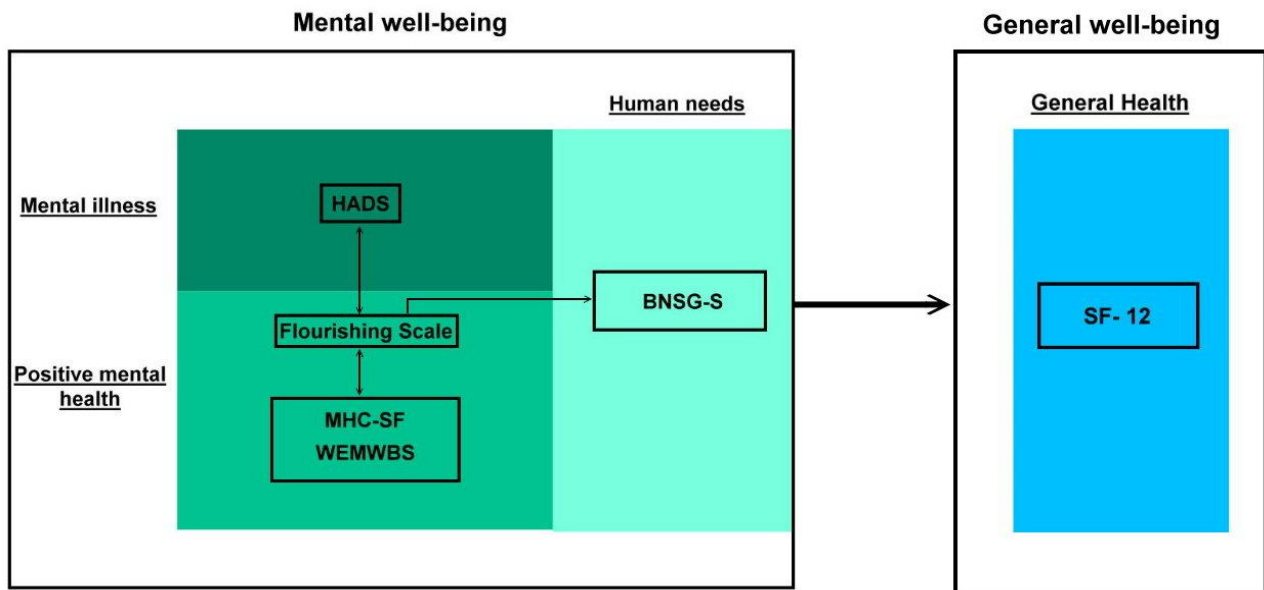 Mental well-being
General well-being
Human needs
General Health
Mental illness
HADS
BNSG-S
SF- 12
Flourishing Scale
Positive mental
health
MHC-SF
WEMWBS